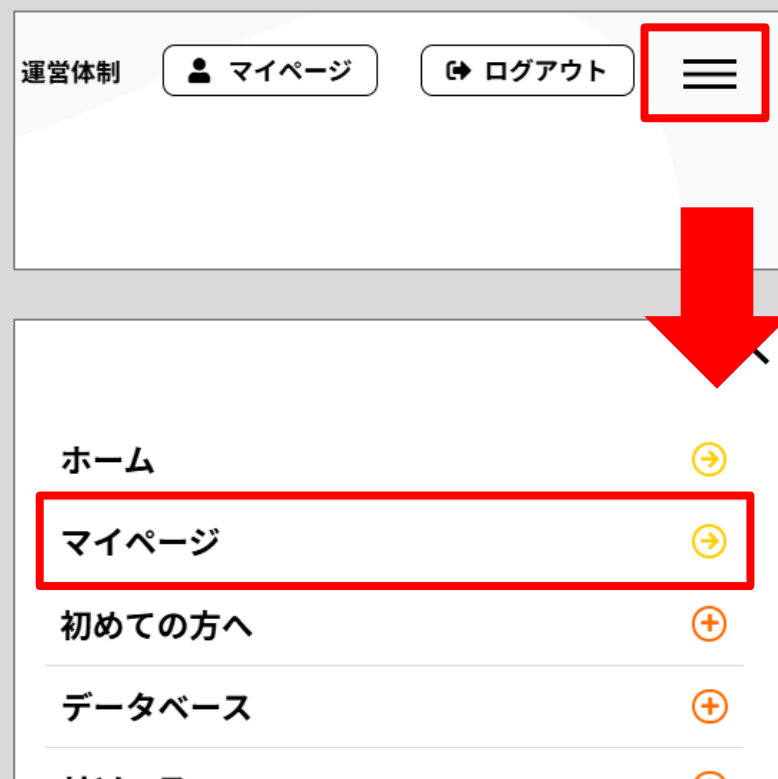 運営体制 マイページ ログアウト
ホーム
マイページ
初めての方へ
データベース